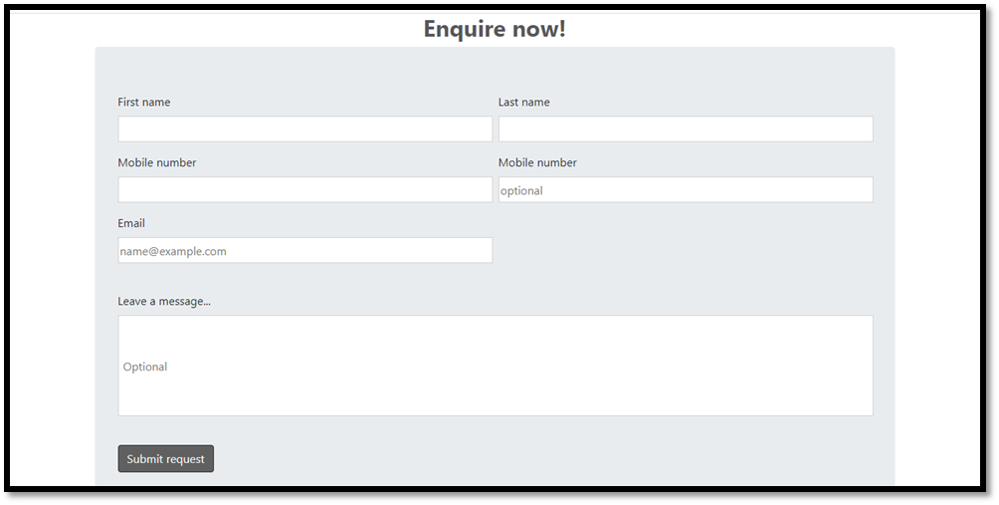 Enquire now!
First name
Last name
Mobile number
Mobile number
optional
Email
name@example.com
Leave a message...
Optional
Submit request